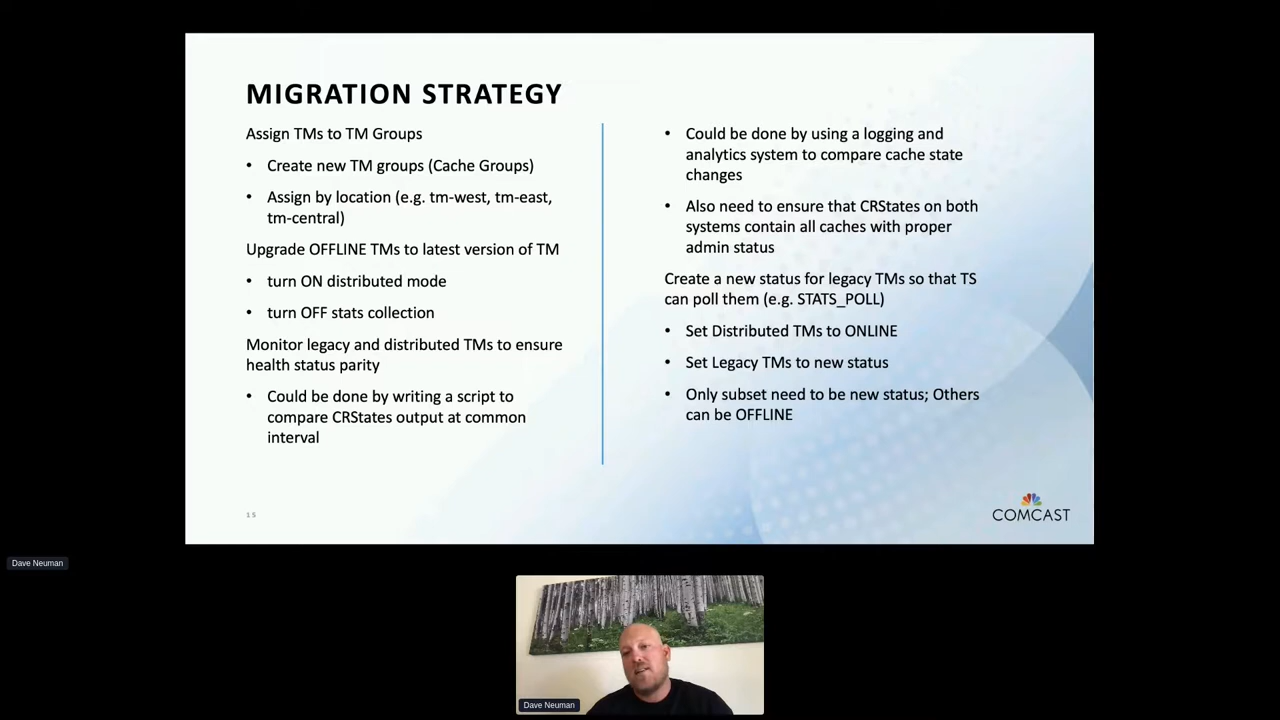 MIGRATION STRATEGY
Assign TMs to TM Groups
• Create new TM groups (Cache Groups)
• Assign by location (e.g. tm-west, tm-east,
tm-central)
Upgrade OFFLINE TMs to latest version of TM
• turn ON distributed mode
• turn OFF stats collection
Monitor legacy and distributed TMs to ensure
health status parity
• Could be done by writing a script to
compare CRStates output at common
interval
• Could be done by using a logging and
analytics system to compare cache state
changes
• Also need to ensure that CRStates on both
systems contain all caches with proper
admin status
Create a new status for legacy TMs so that TS
can poll them (e.g. STATS_POLL)
• Set Distributed TMs to ONLINE
• Set Legacy TMs to new status
• Only subset need to be new status; Others
can be OFFLINE
15
COMCAST
Dave Neuman
Dave Neuman